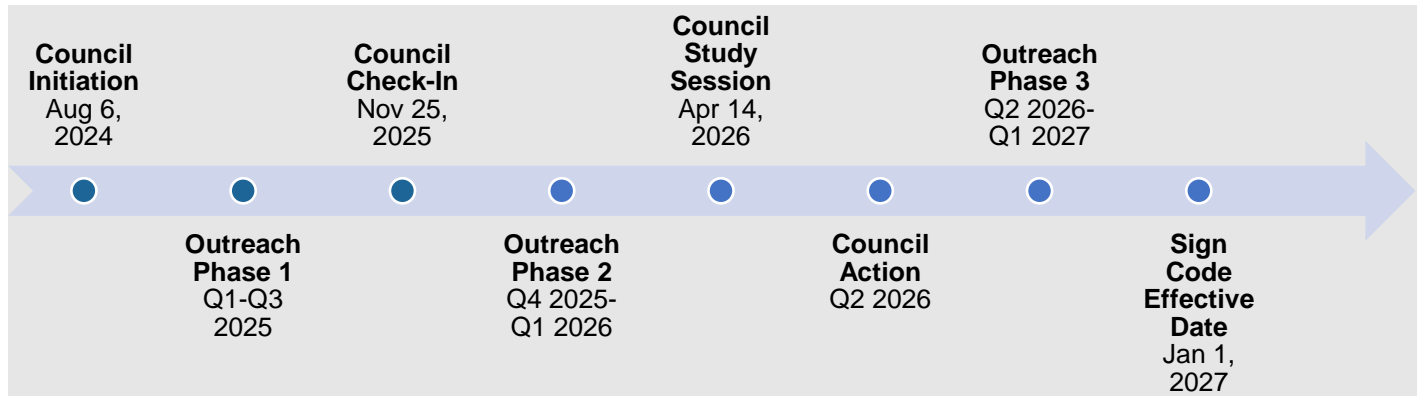 Council
Initiation
Aug 6,
2024
Outreach
Phase 1
Q1-Q3
2025
Council
Check-In
Nov 25,
2025
Outreach
Phase 2
Q4 2025-
Q1 2026
Council
Study
Session
Apr 14,
2026
Council
Action
Q2 2026
Outreach
Phase 3
Q2 2026-
Q1 2027
Sign
Code
Effective
Date
Jan 1,
2027